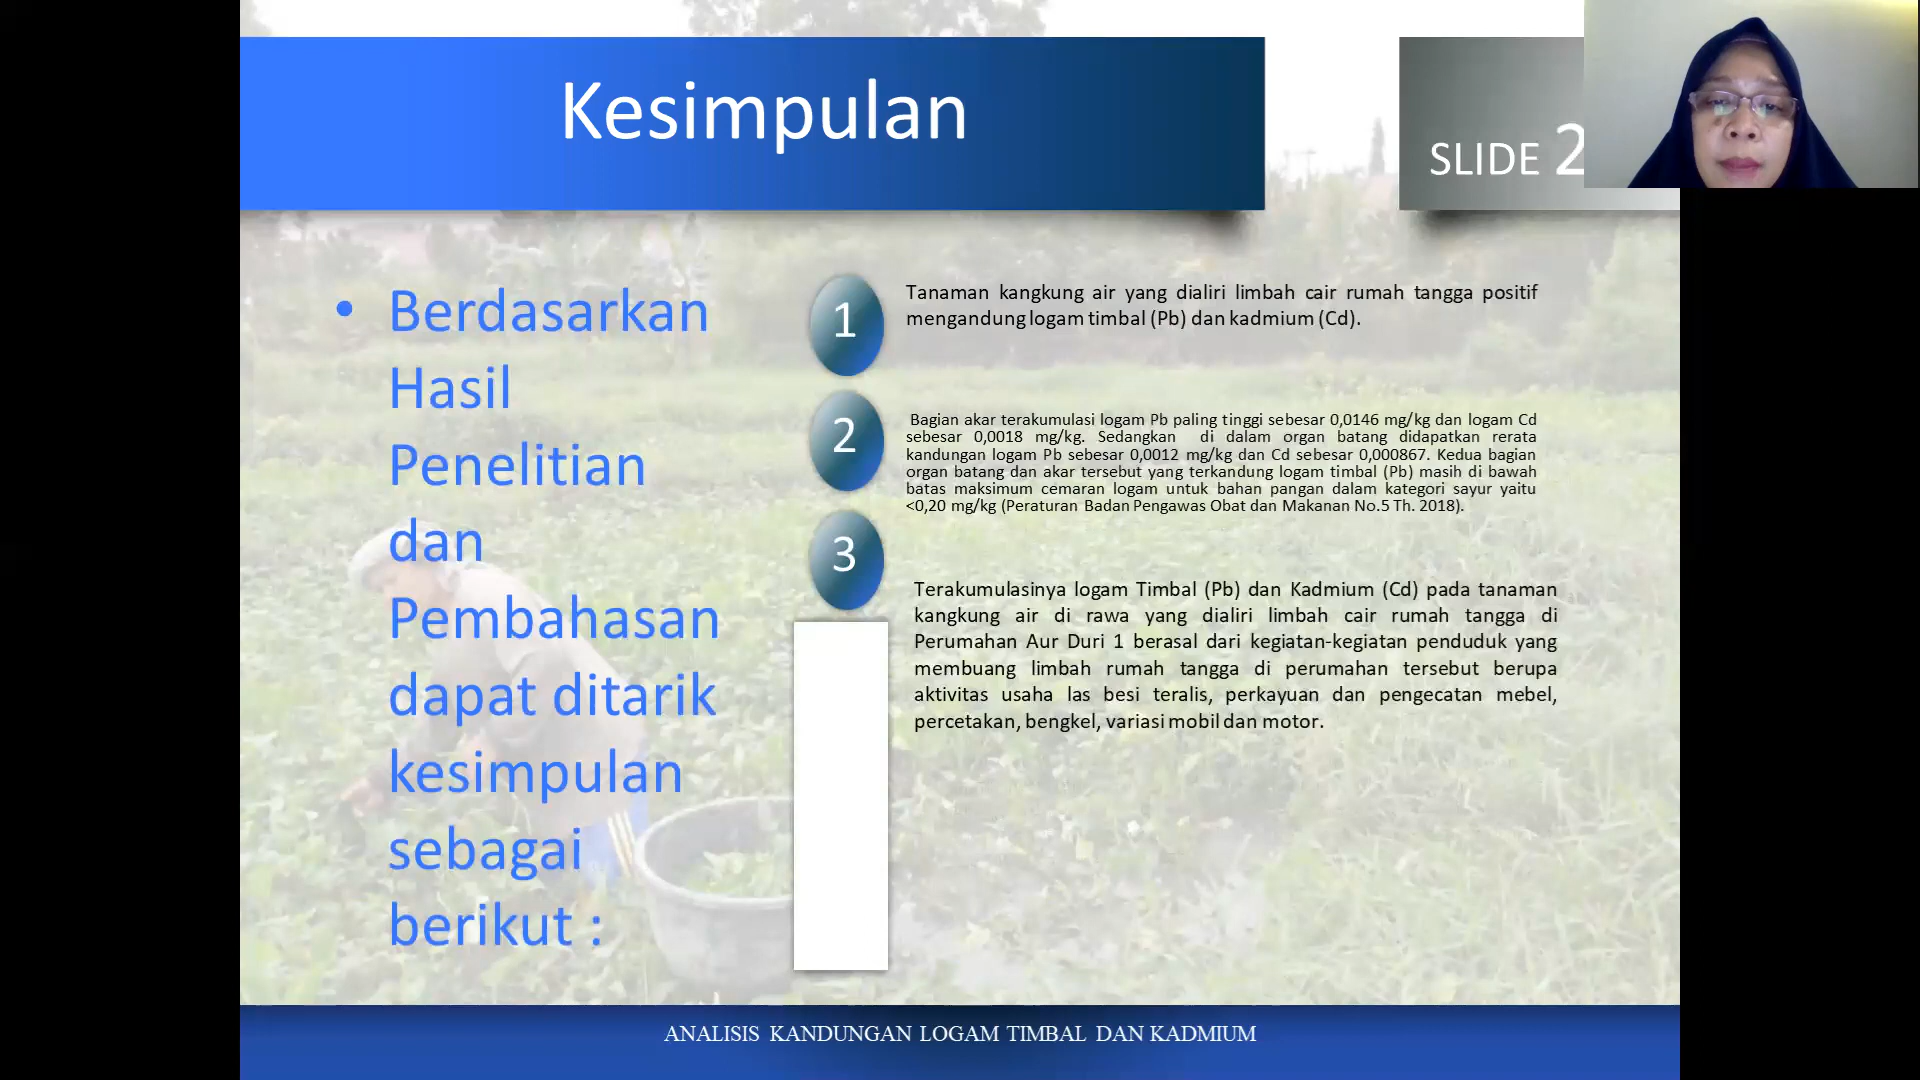 Kesimpulan
SLIDE 2
• Berdasarkan
Hasil
Penelitian
dan
Pembahasan
dapat ditarik
kesimpulan
sebagai
berikut :
1
Tanaman kangkung air yang dialiri limbah cair rumah tangga positif
mengandung logam timbal (Pb) dan kadmium (Cd).
2
Bagian akar terakumulasi logam Pb paling tinggi sebesar 0,0146 mg/kg dan logam Cd
sebesar 0,0018 mg/kg. Sedangkan di dalam organ batang didapatkan rerata
kandungan logam Pb sebesar 0,0012 mg/kg dan Cd sebesar 0,000867. Kedua bagian
organ batang dan akar tersebut yang terkandung logam timbal (Pb) masih di bawah
batas maksimum cemaran logam untuk bahan pangan dalam kategori sayur yaitu
<0,20 mg/kg (Peraturan Badan Pengawas Obat dan Makanan No.5 Th. 2018).
3
Terakumulasinya logam Timbal (Pb) dan Kadmium (Cd) pada tanaman
kangkung air di rawa yang dialiri limbah cair rumah tangga di
Perumahan Aur Duri 1 berasal dari kegiatan-kegiatan penduduk yang
membuang limbah rumah tangga di perumahan tersebut berupa
aktivitas usaha las besi teralis, perkayuan dan pengecatan mebel,
percetakan, bengkel, variasi mobil dan motor.
ANALISIS KANDUNGAN LOGAM TIMBAL DAN KADMIUM